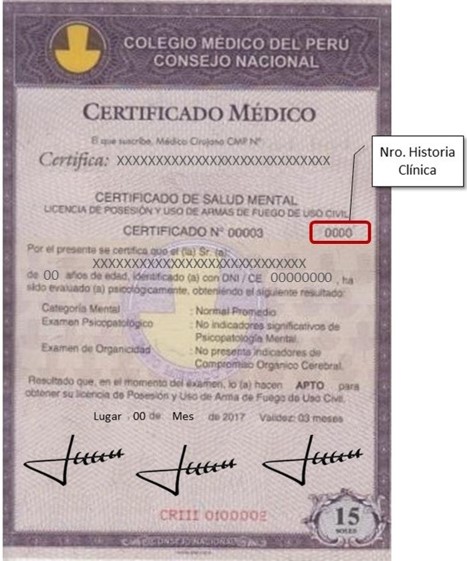 COLEGIO MÉDICO DEL PERÚ
CONSEJO NACIONAL
CERTIFICADO MÉDICO
El que suscribe, Médico Cirujano CMP Nº
Certifica: XXXXXXXXXXXXXXXXXXXXXXXXXXXXX
Nro. Historia
Clínica
CERTIFICADO DE SALUD MENTAL
LICENCIA DE POSESIÓN Y USO DE ARMAS DE FUEGO DE USO CIVIL
CERTIFICADO N° 00003 0000
Por el presente se certifica que el (la) Sr. (a):
XXXXXXXXXXXXXXXXXXXXXXXXXXXXX
de 00 años de edad, identificado (a) con DNI / CE 00000000 , ha
sido evaluado (a) psicológicamente, obteniendo el siguiente resultado:
Categoría Mental : Normal Promedio
Examen Psicopatológico : No indicadores significativos de
Psicopatología Mental.
Examen de Organicidad : No presenta indicadores de
Compromiso Orgánico Cerebral.
Resultado que, en el momento del examen, lo (a) hacen APTO para
obtener su licencia de Posesión y Uso de Arma de Fuego de Uso Civil.
Lugar 00 de Mes de 2017 Validez: 03 meses
CRIII 0100002
15
SOLES
CONSEJO NACIONAL